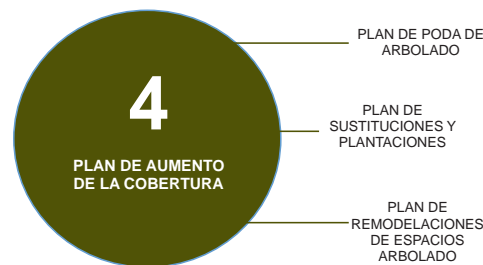 4
PLAN DE AUMENTO
DE LA COBERTURA
PLAN DE PODA DE
ARBOLADO
PLAN DE
SUSTITUCIONES Y
PLANTACIONES
PLAN DE
REMODELACIONES
DE ESPACIOS
ARBOLADO